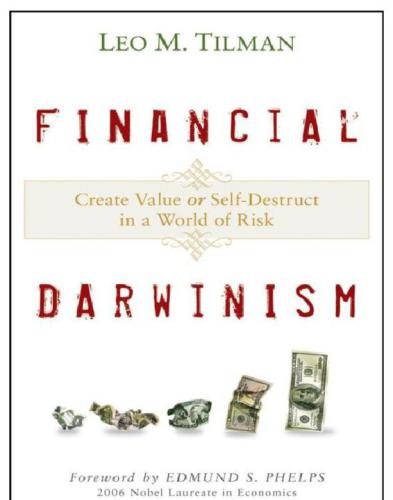 LEO M. TILMAN
FINANCIAL
Create Value or Self-Destruct
in a World of Risk
DARWINISM
Foreword by EDMUND S. PHELPS
2006 Nobel Laureate in Economics